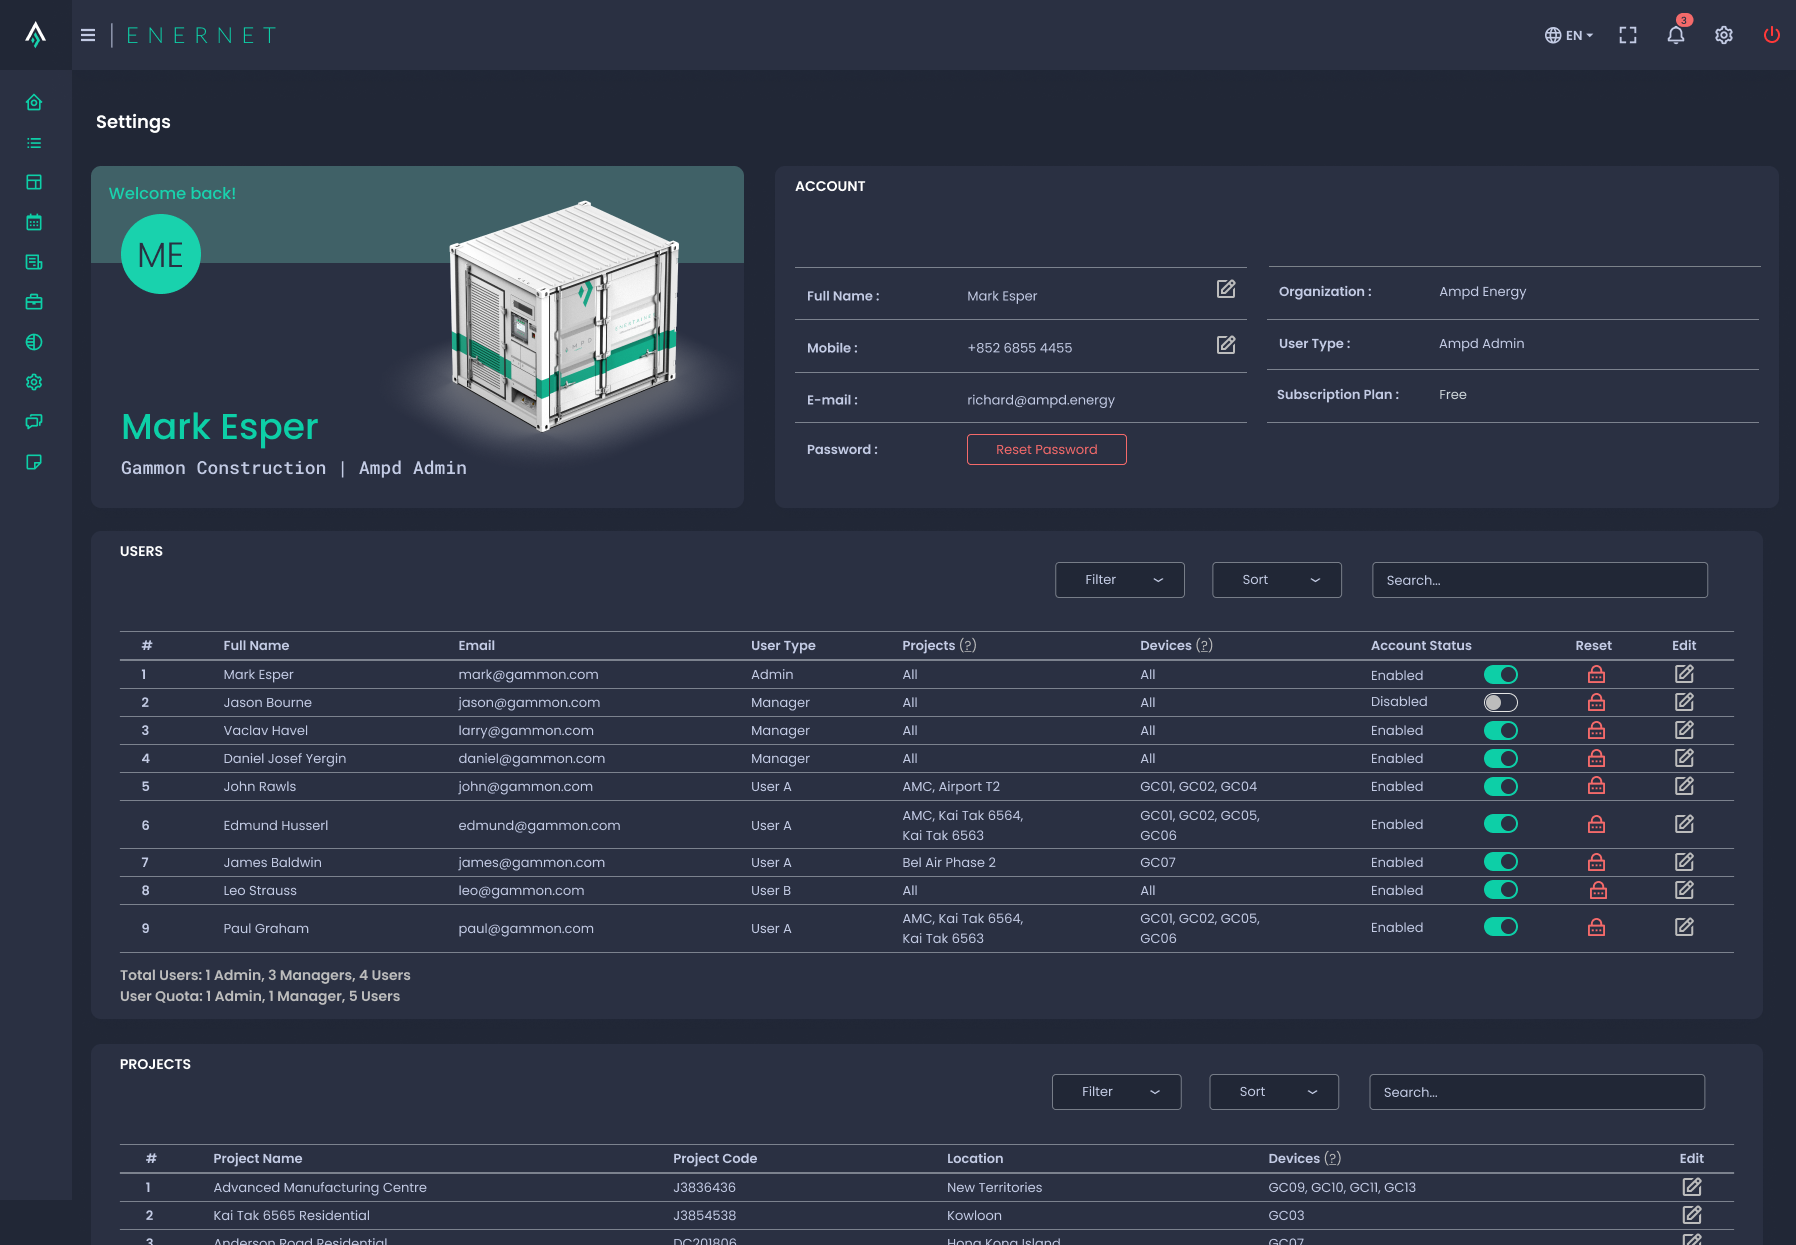 ENERNET
EN
3
Settings
Welcome back!
ME
Mark Esper
Gammon Construction | Ampd Admin
ACCOUNT
Full Name : Mark Esper
Mobile : +852 6855 4455
E-mail : richard@ampd.energy
Password : Reset Password
Organization : Ampd Energy
User Type : Ampd Admin
Subscription Plan : Free
USERS
Filter Sort Search...
# Full Name Email User Type Projects (?) Devices (?) Account Status Reset Edit
1 Mark Esper mark@gammon.com Admin All All Enabled
2 Jason Bourne jason@gammon.com Manager All All Disabled
3 Vaclav Havel larry@gammon.com Manager All All Enabled
4 Daniel Josef Yergin daniel@gammon.com Manager All All Enabled
5 John Rawls john@gammon.com User A AMC, Airport T2 GC01, GC02, GC04 Enabled
6 Edmund Husserl edmund@gammon.com User A AMC, Kai Tak 6564, Kai Tak 6563 GC01, GC02, GC05, GC06 Enabled
7 James Baldwin james@gammon.com User A Bel Air Phase 2 GC07 Enabled
8 Leo Strauss leo@gammon.com User B All All Enabled
9 Paul Graham paul@gammon.com User A AMC, Kai Tak 6564, Kai Tak 6563 GC01, GC02, GC05, GC06 Enabled
Total Users: 1 Admin, 3 Managers, 4 Users
User Quota: 1 Admin, 1 Manager, 5 Users
PROJECTS
Filter Sort Search...
# Project Name Project Code Location Devices (?) Edit
1 Advanced Manufacturing Centre J3836436 New Territories GC09, GC10, GC11, GC13
2 Kai Tak 6565 Residential J3854538 Kowloon GC03
3 Anderson Road Residential DC201806 Hong Kong Island GC07